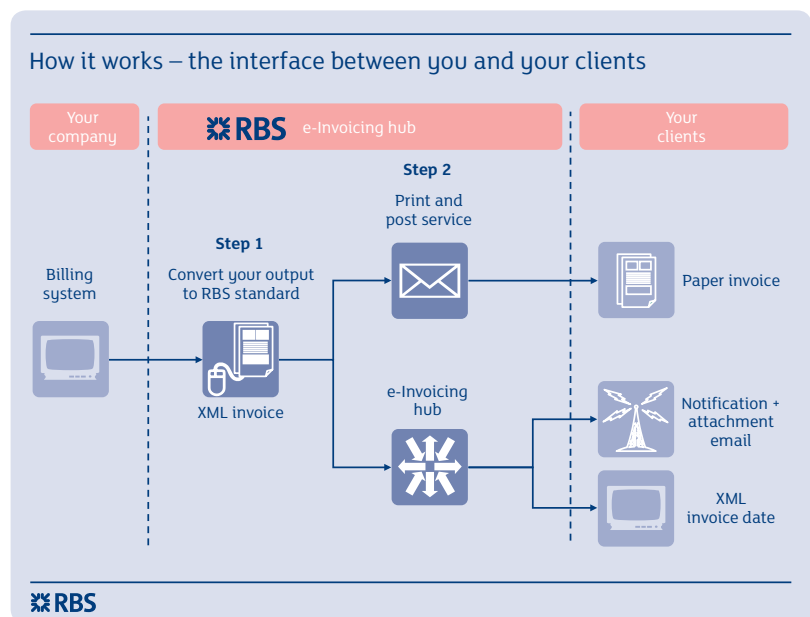 How it works – the interface between you and your clients
Your
company
RBS e-Invoicing hub
Your
clients
Step 2
Print and
post service
Step 1
Convert your output
to RBS standard
Billing
system
Paper invoice
XML invoice
e-Invoicing
hub
Notification +
attachment
email
XML
invoice date
RBS